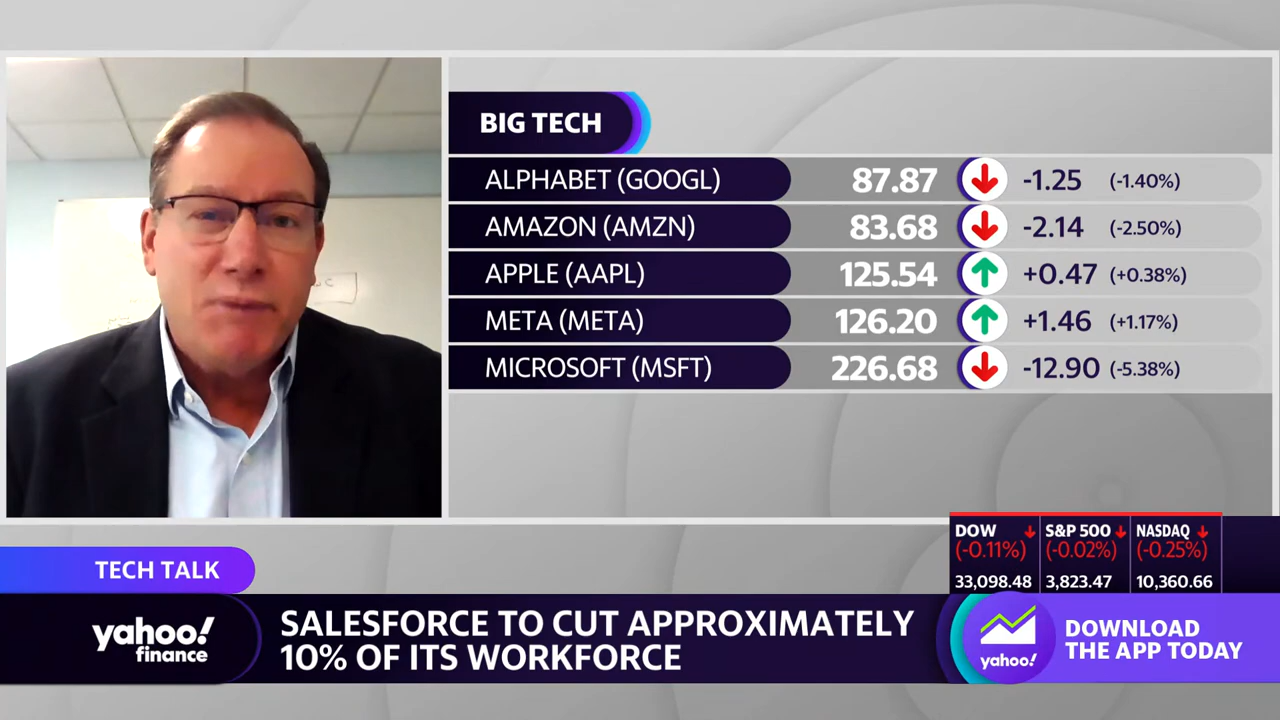 BIG TECH
ALPHABET (GOOGL) 87.87 -1.25 (-1.40%)
AMAZON (AMZN) 83.68 -2.14 (-2.50%)
APPLE (AAPL) 125.54 +0.47 (+0.38%)
META (META) 126.20 +1.46 (+1.17%)
MICROSOFT (MSFT) 226.68 -12.90 (-5.38%)
DOW S&P 500 NASDAQ
(-0.11%) (-0.02%) (-0.25%)
33,098.48 3,823.47 10,360.66
TECH TALK
yahoo!
finance
SALESFORCE TO CUT APPROXIMATELY
10% OF ITS WORKFORCE
yahoo!
DOWNLOAD
THE APP TODAY